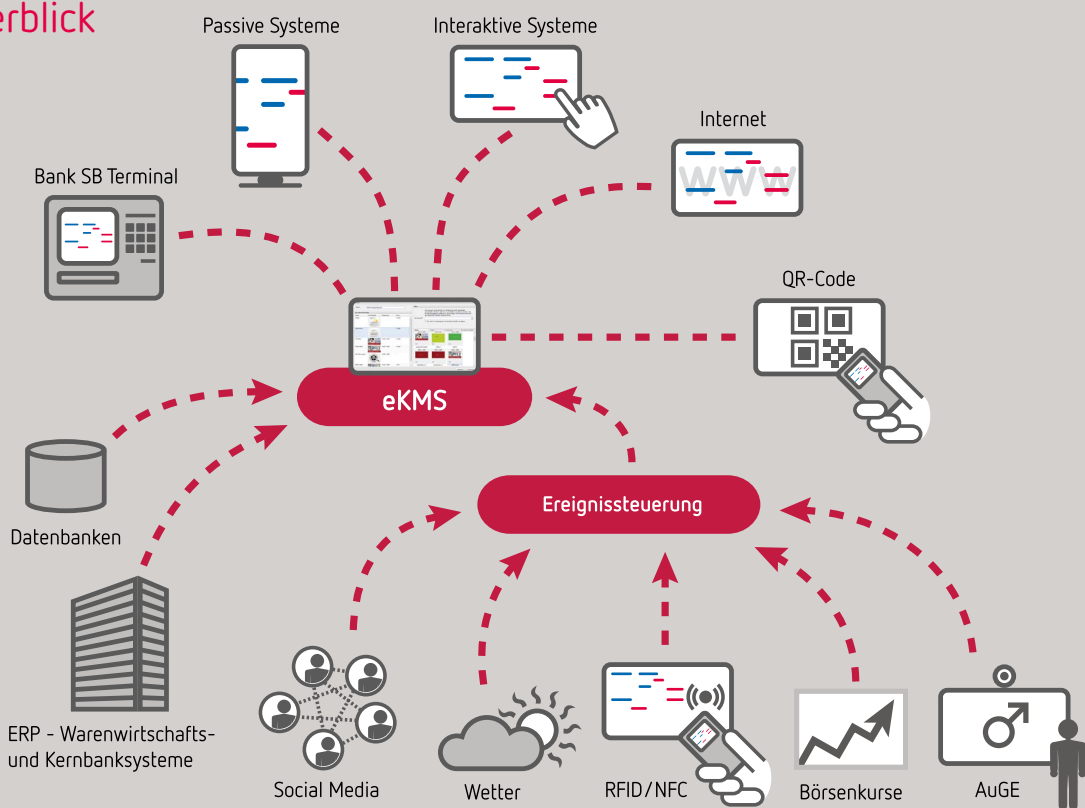 erblick
Passive Systeme
Interaktive Systeme
Internet
WWW
Bank SB Terminal
QR-Code
eKMS
Ereignissteuerung
Datenbanken
ERP - Warenwirtschafts-
und Kernbanksysteme
Social Media
Wetter
RFID/NFC
Börsenkurse
AuGE